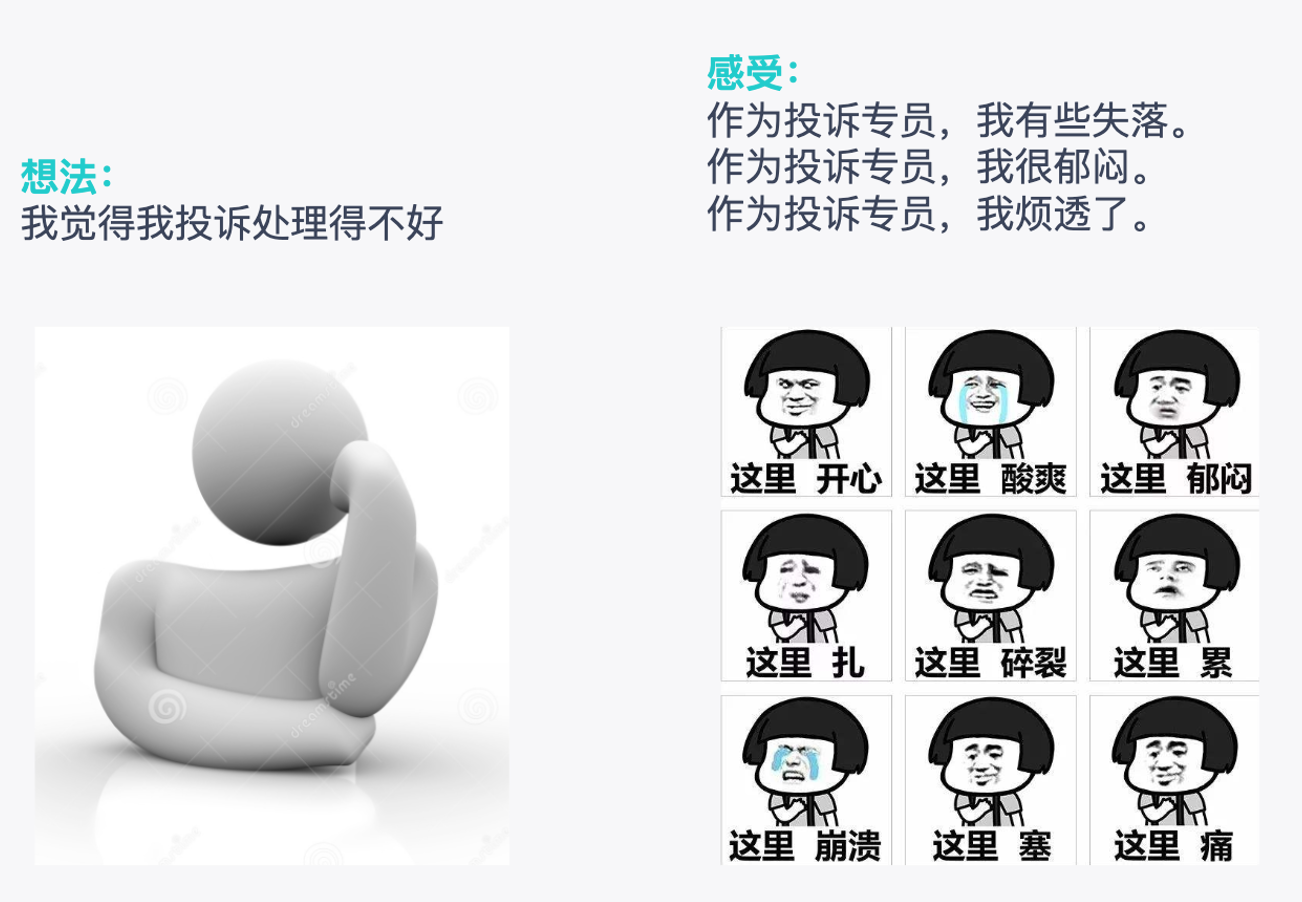 想法：
我觉得我投诉处理得不好
感受：
作为投诉专员，我有些失落。
作为投诉专员，我很郁闷。
作为投诉专员，我烦透了。
这里 开心
这里 酸爽
这里 郁闷
这里 扎
这里 碎裂
这里 累
这里 崩溃
这里 塞
这里 痛
dreamstime